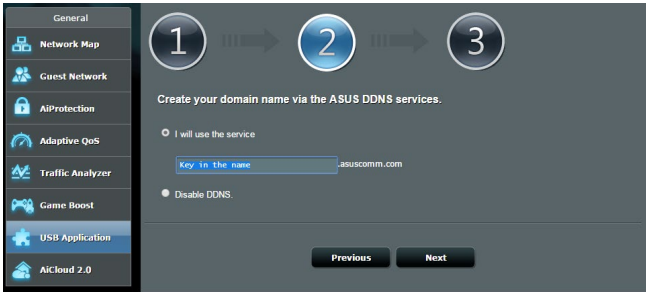 General
Network Map
Guest Network
AiProtection
Adaptive QoS
Traffic Analyzer
Game Boost
USB Application
AiCloud 2.0
1
2
3
Create your domain name via the ASUS DDNS services.
I will use the service
Key in the name .asuscomm.com
Disable DDNS.
Previous
Next